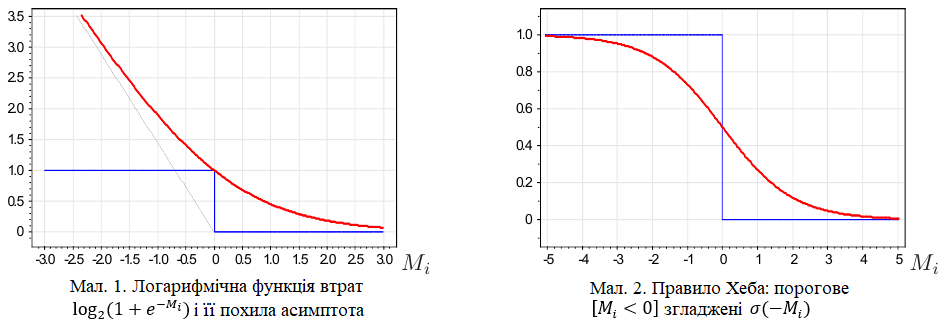 3.5
3.0
2.5
2.0
1.5
1.0
0.5
0
-3.0 -2.5 -2.0 -1.5 -1.0 -0.5 0 0.5 1.0 1.5 2.0 2.5 3.0
M_i
Мал. 1. Логарифмічна функція втрат
log₂(1 + e^{−M_i}) і її похила асимптота
1.0
0.8
0.6
0.4
0.2
0
-5 -4 -3 -2 -1 0 1 2 3 4 5
M_i
Мал. 2. Правило Хеба: порогове
[M_i < 0] згладжені σ(−M_i)